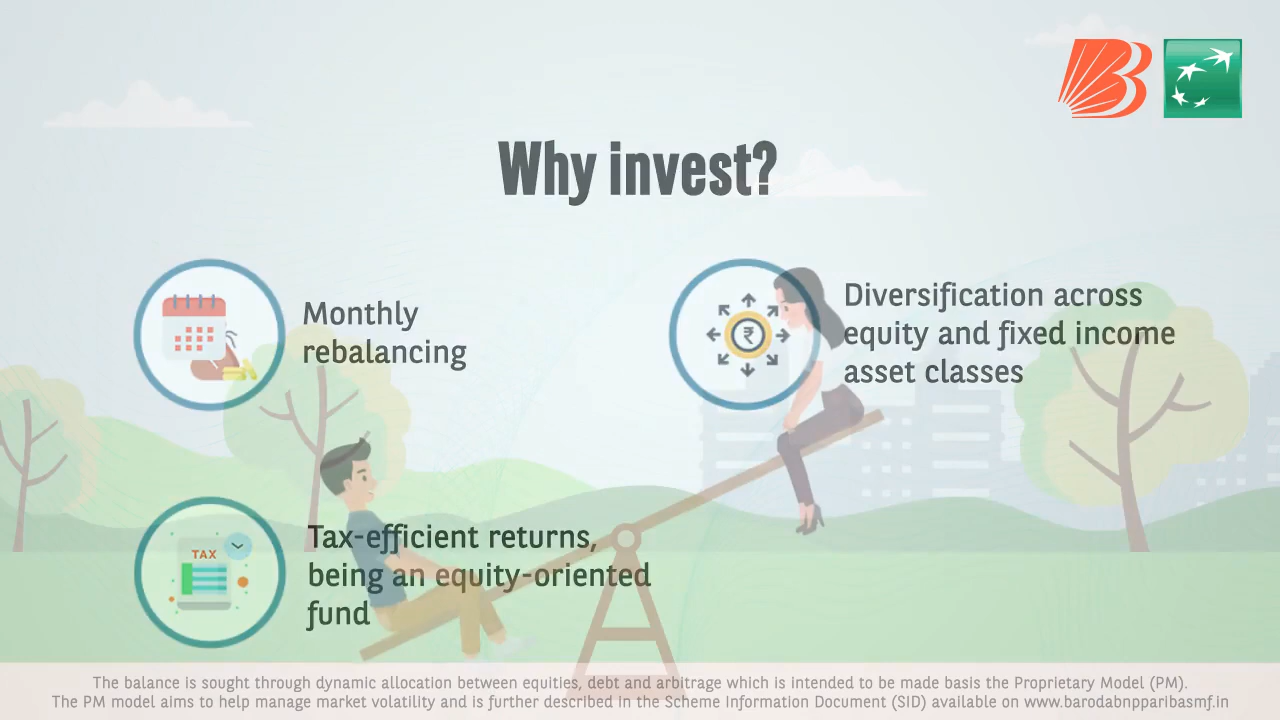 Why invest?
Monthly
rebalancing
Diversification across
equity and fixed income
asset classes
TAX
Tax-efficient returns,
being an equity-oriented
fund
The balance is sought through dynamic allocation between equities, debt and arbitrage which is intended to be made basis the Proprietary Model (PM).
The PM model aims to help manage market volatility and is further described in the Scheme Information Document (SID) available on www.barodabnpparibasmf.in